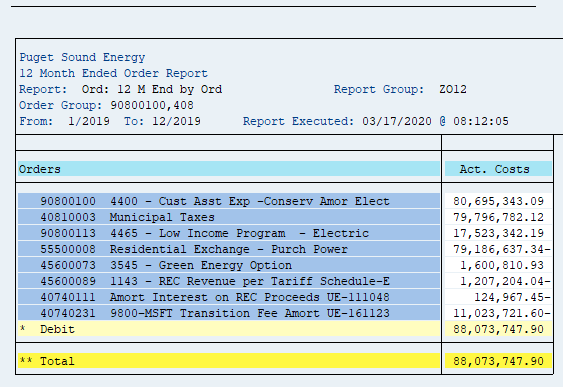 Puget Sound Energy
12 Month Ended Order Report
Report: Ord: 12 M End by Ord Report Group: ZO12
Order Group: 90800100,408
From: 1/2019 To: 12/2019 Report Executed: 03/17/2020 @ 08:12:05
Orders Act. Costs
90800100 4400 - Cust Asst Exp -Conserv Amor Elect 80,695,343.09
40810003 Municipal Taxes 79,796,782.12
90800113 4465 - Low Income Program - Electric 17,523,342.19
55500008 Residential Exchange - Purch Power 79,186,637.34-
45600073 3545 - Green Energy Option 1,600,810.93
45600089 1143 - REC Revenue per Tariff Schedule-E 1,207,204.04-
40740111 Amort Interest on REC Proceeds UE-111048 124,967.45-
40740231 9800-MSFT Transition Fee Amort UE-161123 11,023,721.60-
* Debit 88,073,747.90
** Total 88,073,747.90